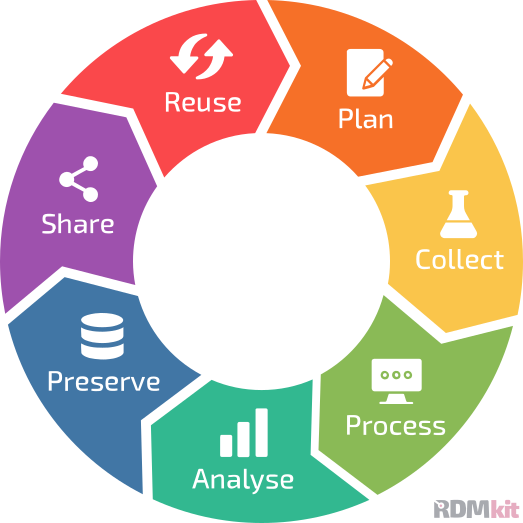 Reuse
Plan
Share
Collect
Preserve
Process
Analyse
RDMkit